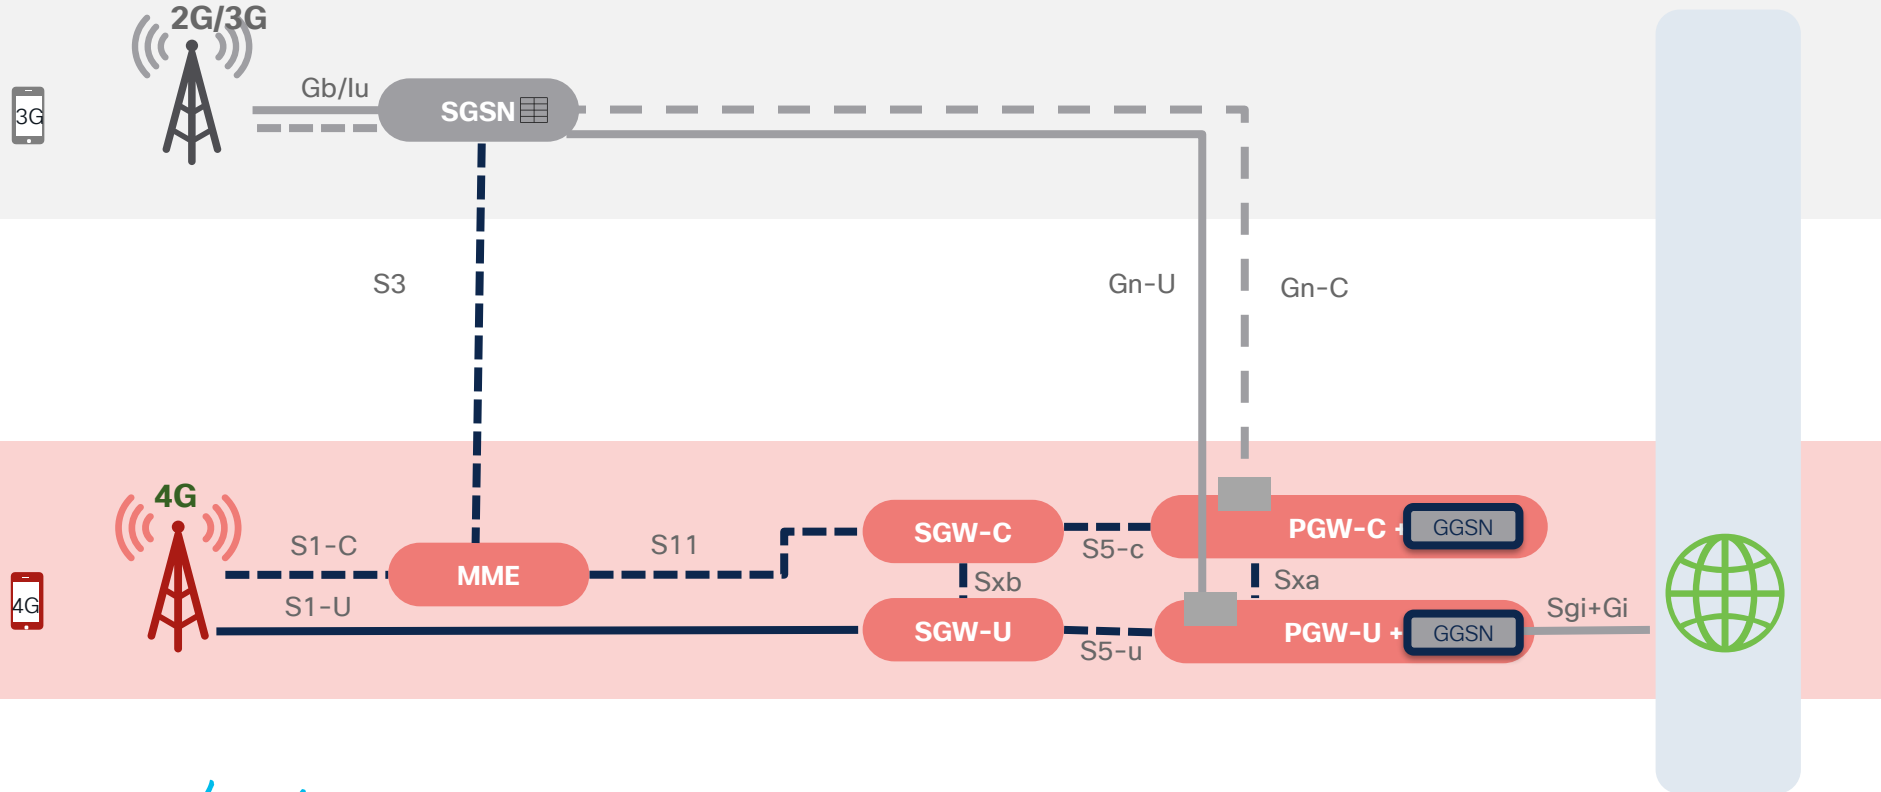 2G/3G
Gb/Iu
3G
SGSN
S3
Gn-U
Gn-C
4G
S1-C
S11
SGW-C
S5-c
PGW-C +
GGSN
MME
Sxb
Sxa
4G
S1-U
SGW-U
S5-u
PGW-U +
GGSN
Sgi+Gi